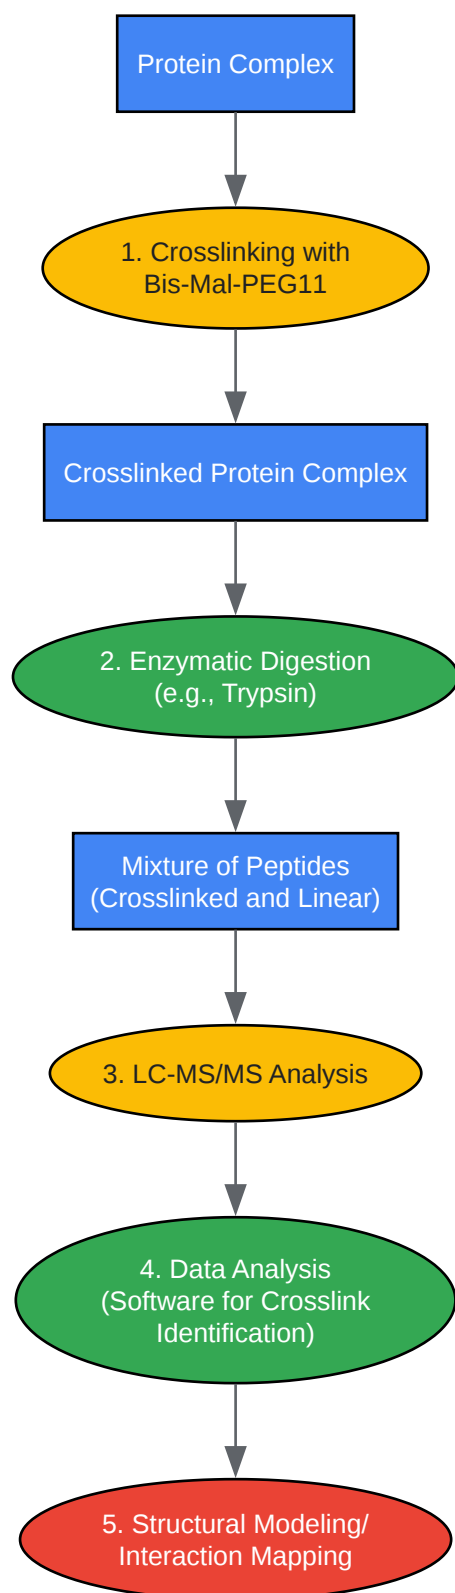 Protein Complex
1. Crosslinking with
Bis-Mal-PEG11
Crosslinked Protein Complex
2. Enzymatic Digestion
(e.g., Trypsin)
Mixture of Peptides
(Crosslinked and Linear)
3. LC-MS/MS Analysis
4. Data Analysis
(Software for Crosslink
Identification)
5. Structural Modeling/
Interaction Mapping